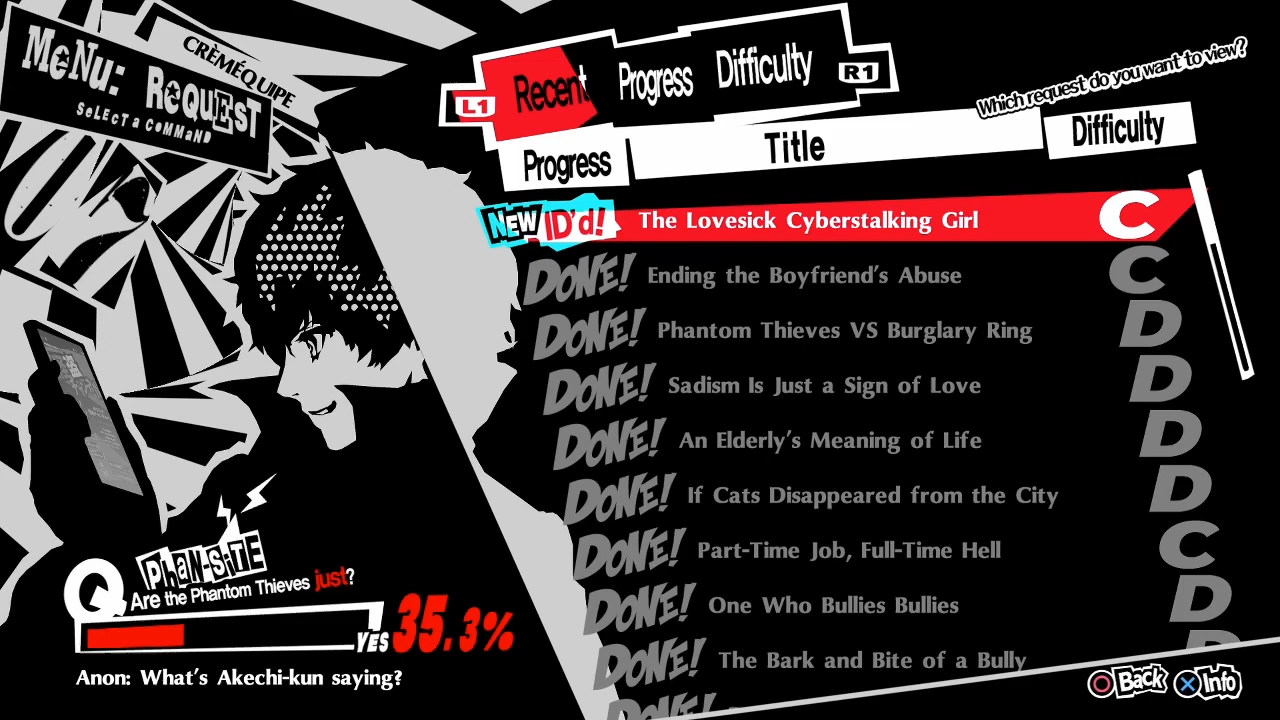 MeNu: RequEsT
SeLEcT a CoMMaND
CRÈMÉQUIPE
L1 Recent Progress Difficulty R1
Which request do you want to view?
Progress Title Difficulty
NEW ID'd! The Lovesick Cyberstalking Girl C
DONE! Ending the Boyfriend's Abuse C
DONE! Phantom Thieves VS Burglary Ring D
DONE! Sadism Is Just a Sign of Love D
DONE! An Elderly's Meaning of Life D
DONE! If Cats Disappeared from the City D
DONE! Part-Time Job, Full-Time Hell C
DONE! One Who Bullies Bullies D
DONE! The Bark and Bite of a Bully D
DONE!
PhaN-SiTE
Q Are the Phantom Thieves just?
YES 35.3%
Anon: What's Akechi-kun saying?
Back Info